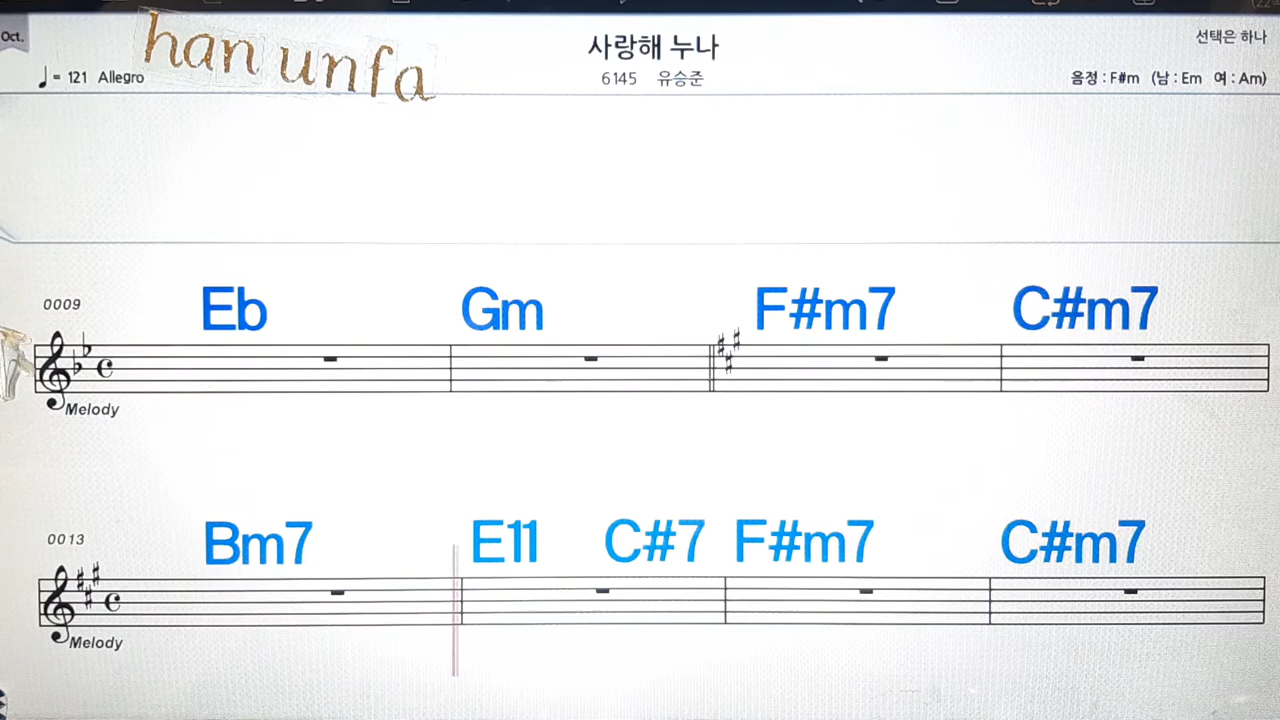 Oct.
han unfa
사랑해 누나
선택은 하나
♩= 121 Allegro
6145 유승준
음정 : F#m (남 : Em 여 : Am)
0009
Eb Gm F#m7 C#m7
Melody
0013
Bm7 E11 C#7 F#m7 C#m7
Melody